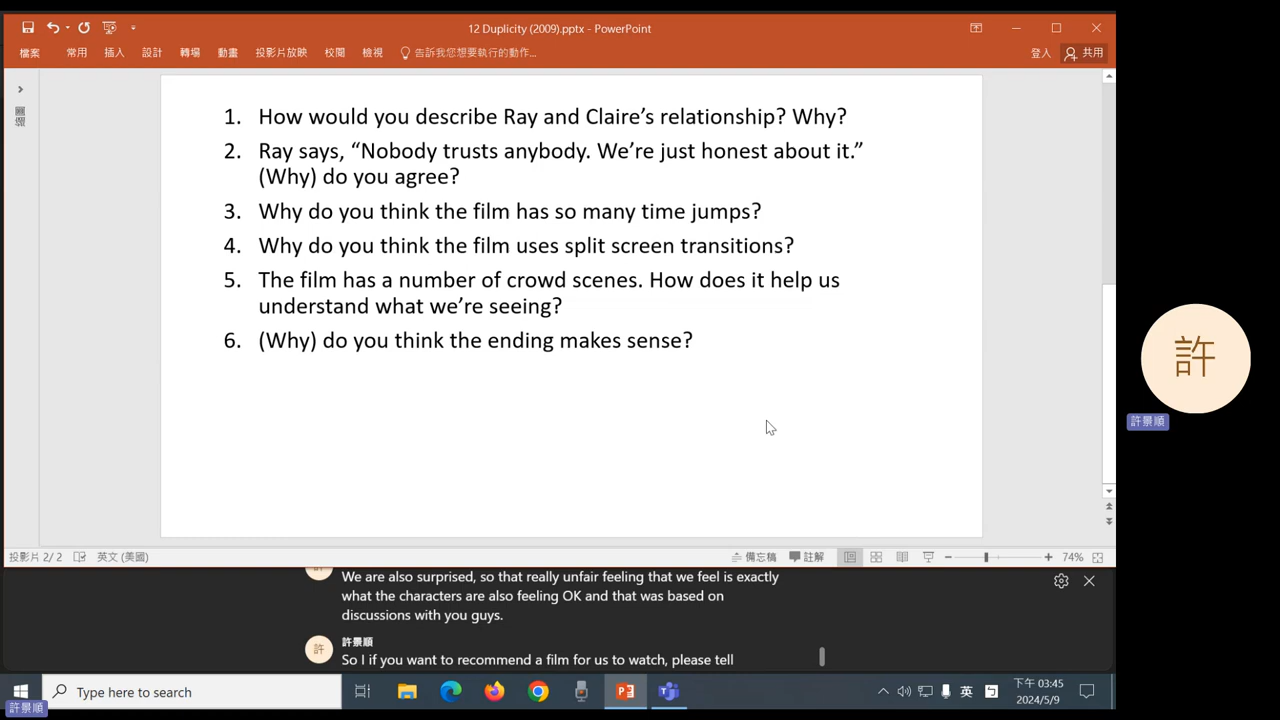 12 Duplicity (2009).pptx - PowerPoint
檔案 常用 插入 設計 轉場 動畫 投影片放映 校閱 檢視 告訴我您想要執行的動作... 登入 共用
1. How would you describe Ray and Claire's relationship? Why?
2. Ray says, “Nobody trusts anybody. We're just honest about it.”
(Why) do you agree?
3. Why do you think the film has so many time jumps?
4. Why do you think the film uses split screen transitions?
5. The film has a number of crowd scenes. How does it help us
understand what we're seeing?
6. (Why) do you think the ending makes sense?
許
許景順
投影片 2/ 2 英文 (美國) 備忘稿 註解 74%
We are also surprised, so that really unfair feeling that we feel is exactly
what the characters are also feeling OK and that was based on
discussions with you guys.
許景順
許
So I if you want to recommend a film for us to watch, please tell
Type here to search
英
下午 03:45
2024/5/9
許景順